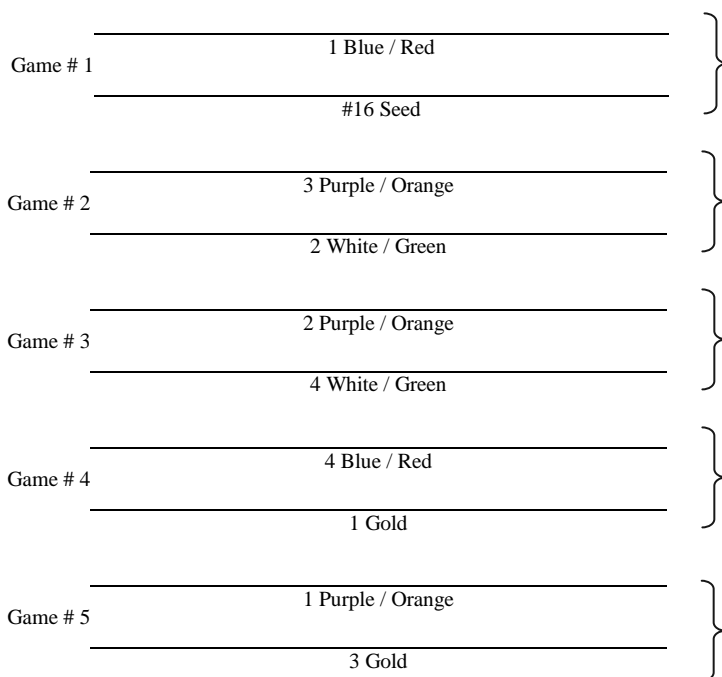 1 Blue / Red
Game # 1
#16 Seed
3 Purple / Orange
Game # 2
2 White / Green
2 Purple / Orange
Game # 3
4 White / Green
4 Blue / Red
Game # 4
1 Gold
1 Purple / Orange
Game # 5
3 Gold